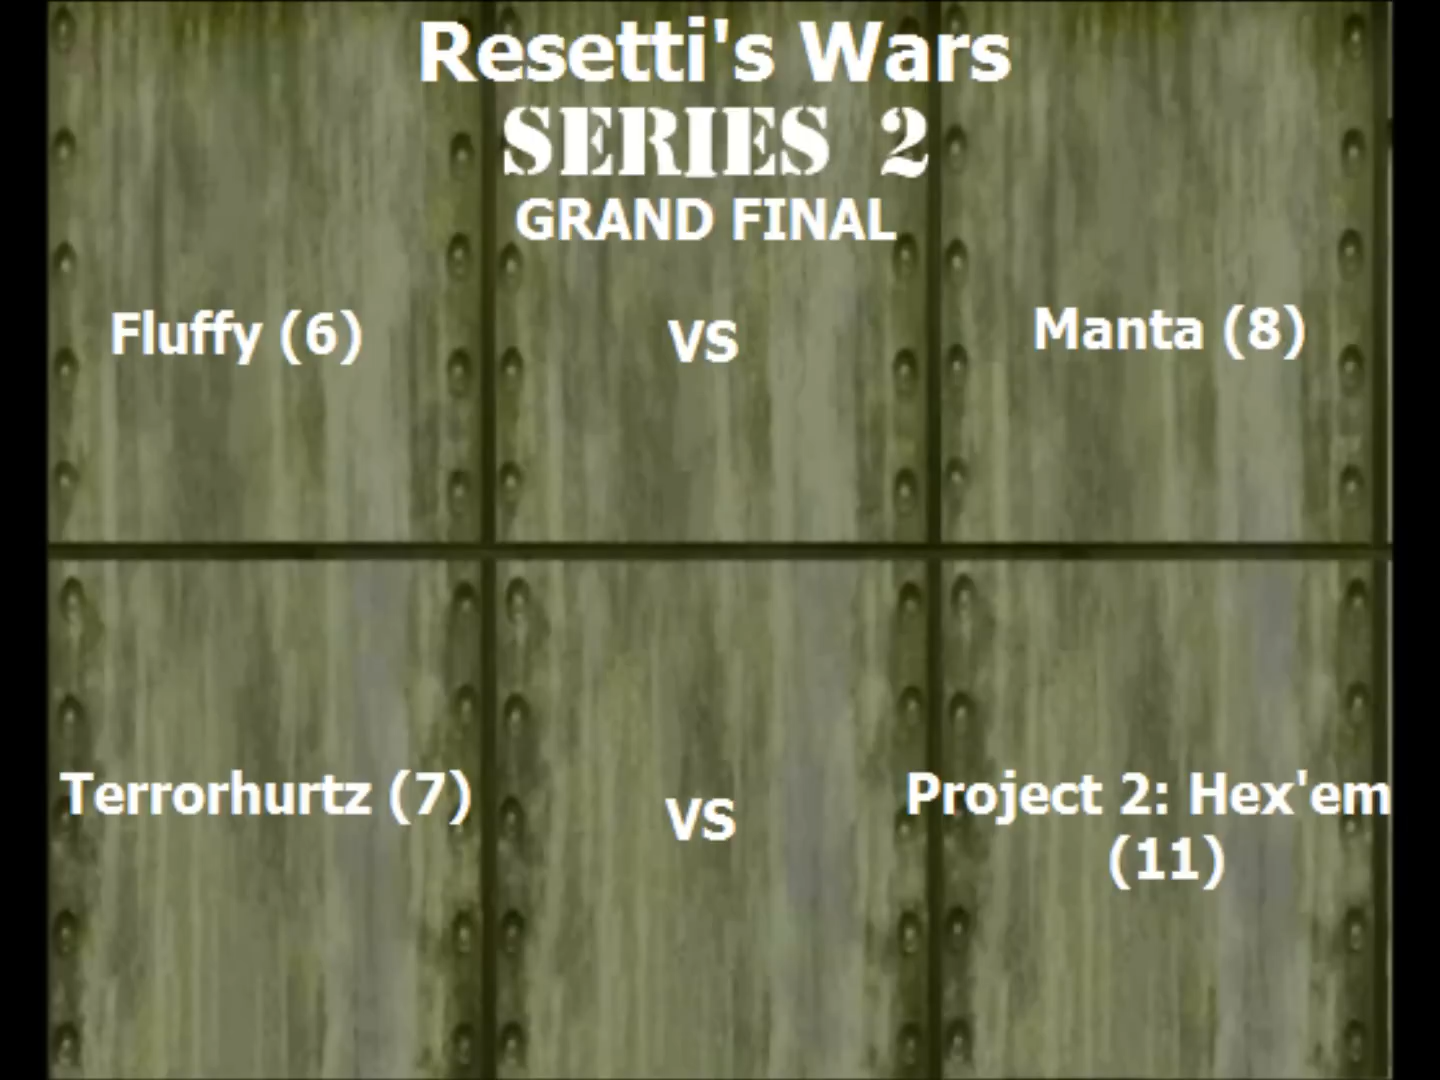 Resetti's Wars
SERIES 2
GRAND FINAL
Fluffy (6) VS Manta (8)
Terrorhurtz (7) VS Project 2: Hex'em
(11)